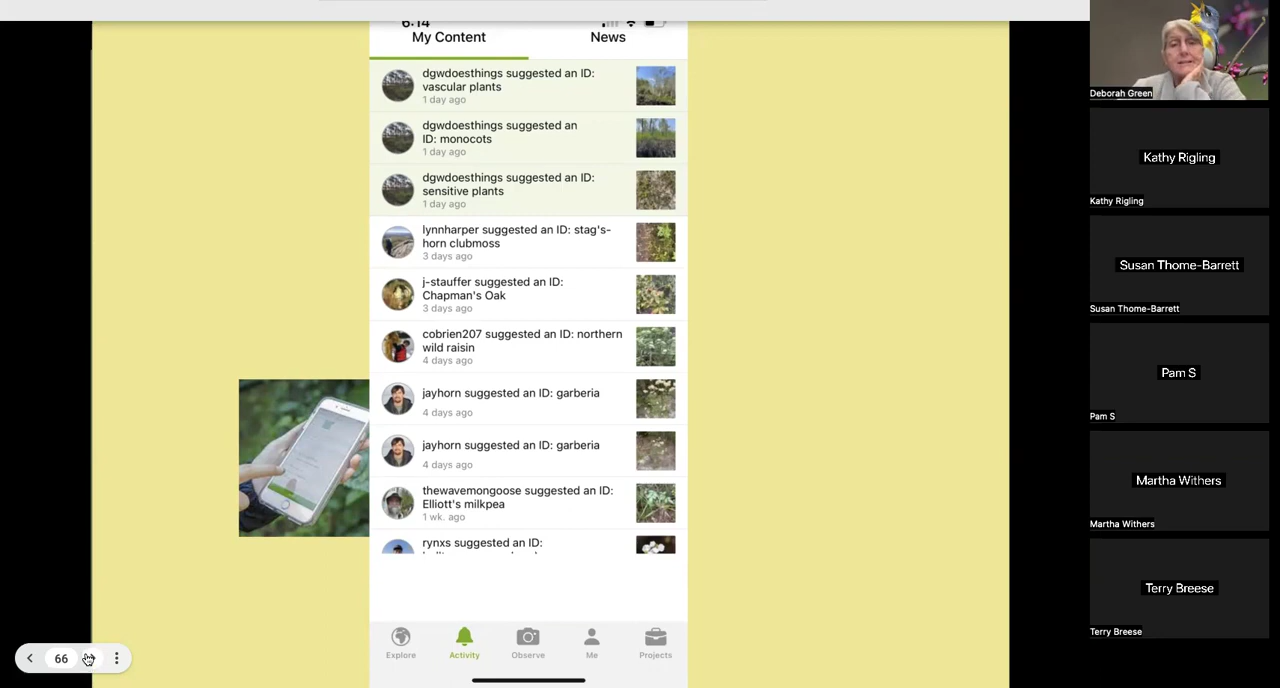 6:14
My Content
News
dgwdoesthings suggested an ID:
vascular plants
1 day ago
dgwdoesthings suggested an
ID: monocots
1 day ago
dgwdoesthings suggested an ID:
sensitive plants
1 day ago
lynnharper suggested an ID: stag's-
horn clubmoss
3 days ago
j-stauffer suggested an ID:
Chapman's Oak
3 days ago
cobrien207 suggested an ID: northern
wild raisin
4 days ago
jayhorn suggested an ID: garberia
4 days ago
jayhorn suggested an ID: garberia
4 days ago
thewavemongoose suggested an ID:
Elliott's milkpea
1 wk. ago
rynxs suggested an ID:
Explore
Activity
Observe
Me
Projects
66
Deborah Green
Kathy Rigling
Kathy Rigling
Susan Thome-Barrett
Susan Thome-Barrett
Pam S
Pam S
Martha Withers
Martha Withers
Terry Breese
Terry Breese